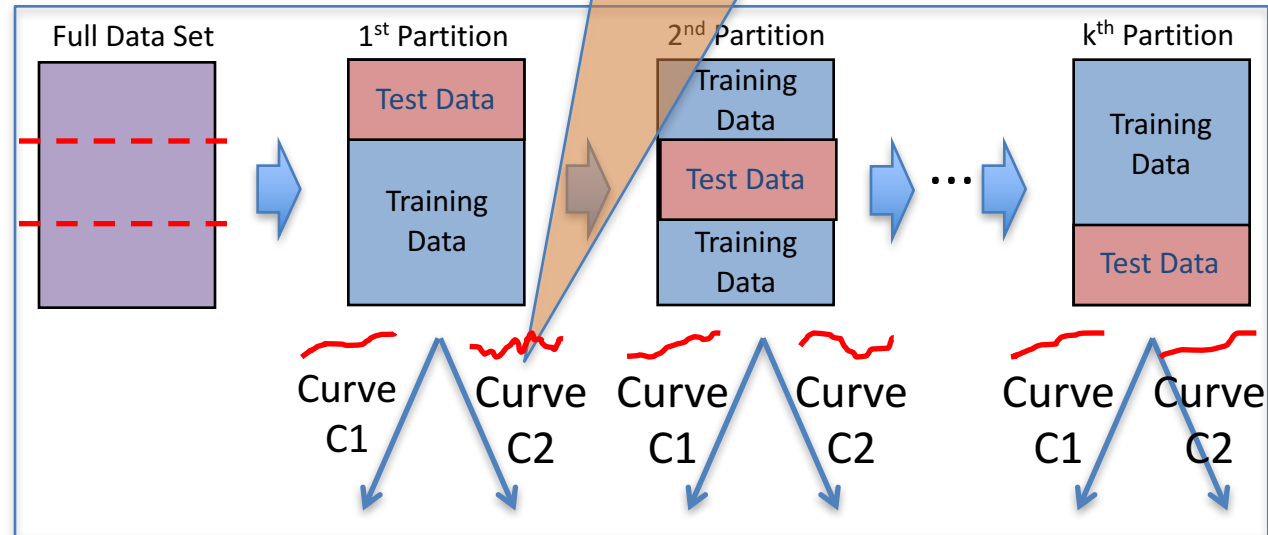 Full Data Set
1st Partition
2nd Partition
kth Partition
Test Data
Training
Data
Training
Data
Test Data
Training
Data
...
Training
Data
Test Data
Curve
C1
Curve
C2
Curve
C1
Curve
C2
Curve
C1
Curve
C2